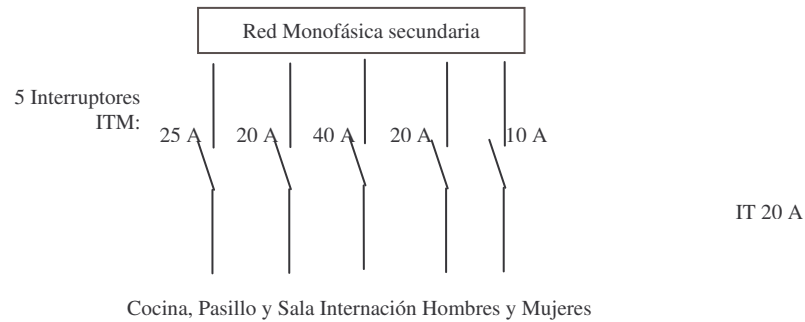 Red Monofásica secundaria
5 Interruptores
ITM:
25 A 20 A 40 A 20 A 10 A
IT 20 A
Cocina, Pasillo y Sala Internación Hombres y Mujeres